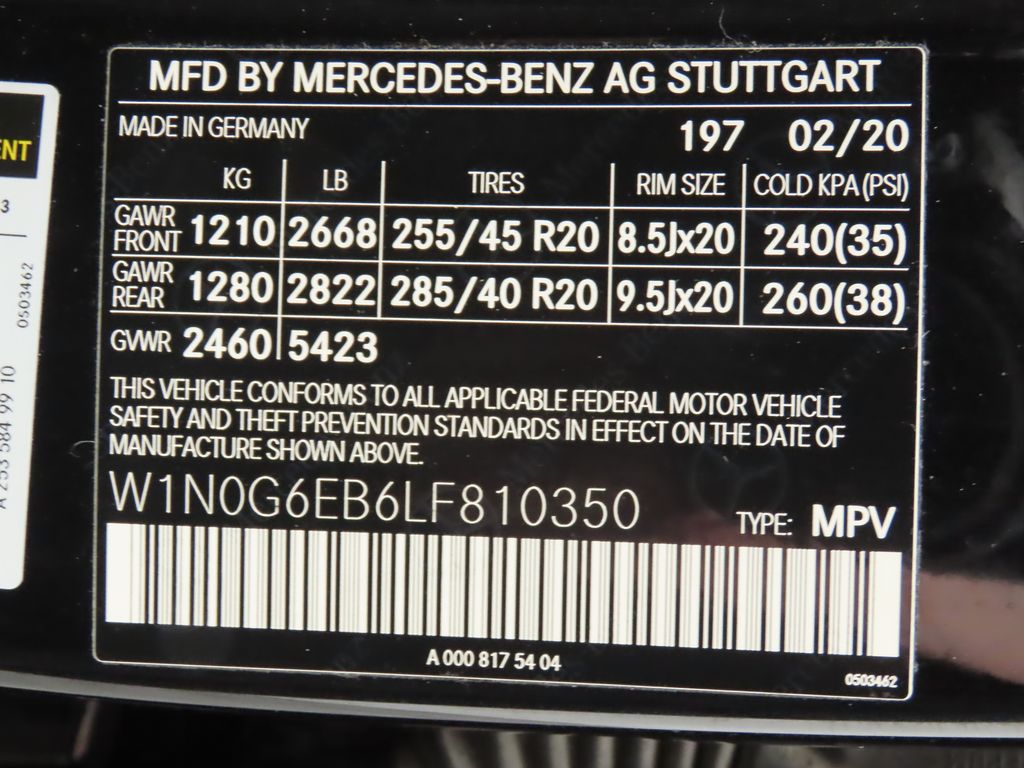 MFD BY MERCEDES-BENZ AG STUTTGART
MADE IN GERMANY 197 02/20
KG LB TIRES RIM SIZE COLD KPA (PSI)
GAWR FRONT 1210 2668 255/45 R20 8.5Jx20 240(35)
GAWR REAR 1280 2822 285/40 R20 9.5Jx20 260(38)
GVWR 2460 5423
THIS VEHICLE CONFORMS TO ALL APPLICABLE FEDERAL MOTOR VEHICLE
SAFETY AND THEFT PREVENTION STANDARDS IN EFFECT ON THE DATE OF
MANUFACTURE SHOWN ABOVE.
W1N0G6EB6LF810350
TYPE: MPV
A 000 817 54 04
0503462
ENT
3
0503462
A 253 584 99 10